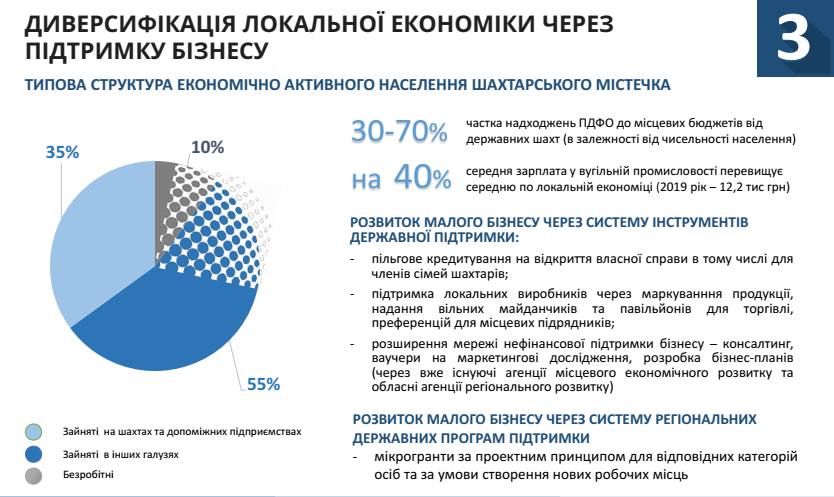 ДИВЕРСИФІКАЦІЯ ЛОКАЛЬНОЇ ЕКОНОМІКИ ЧЕРЕЗ
ПІДТРИМКУ БІЗНЕСУ
3
ТИПОВА СТРУКТУРА ЕКОНОМІЧНО АКТИВНОГО НАСЕЛЕННЯ ШАХТАРСЬКОГО МІСТЕЧКА
35%
10%
55%
Зайняті на шахтах та допоміжних підприємствах
Зайняті в інших галузях
Безробітні
30-70% частка надходжень ПДФО до місцевих бюджетів від
державних шахт (в залежності від чисельності населення)
на 40% середня зарплата у вугільній промисловості перевищує
середню по локальній економіці (2019 рік – 12,2 тис грн)
РОЗВИТОК МАЛОГО БІЗНЕСУ ЧЕРЕЗ СИСТЕМУ ІНСТРУМЕНТІВ
ДЕРЖАВНОЇ ПІДТРИМКИ:
- пільгове кредитування на відкриття власної справи в тому числі для
членів сімей шахтарів;
- підтримка локальних виробників через маркуванння продукції,
надання вільних майданчиків та павільйонів для торгівлі,
преференцій для місцевих підрядників;
- розширення мережі нефінансової підтримки бізнесу – консалтинг,
ваучери на маркетингові дослідження, розробка бізнес-планів
(через вже існуючі агенції місцевого економічного розвитку та
обласні агенції регіонального розвитку)
РОЗВИТОК МАЛОГО БІЗНЕСУ ЧЕРЕЗ СИСТЕМУ РЕГІОНАЛЬНИХ
ДЕРЖАВНИХ ПРОГРАМ ПІДТРИМКИ
- мікрогранти за проектним принципом для відповідних категорій
осіб та за умови створення нових робочих місць